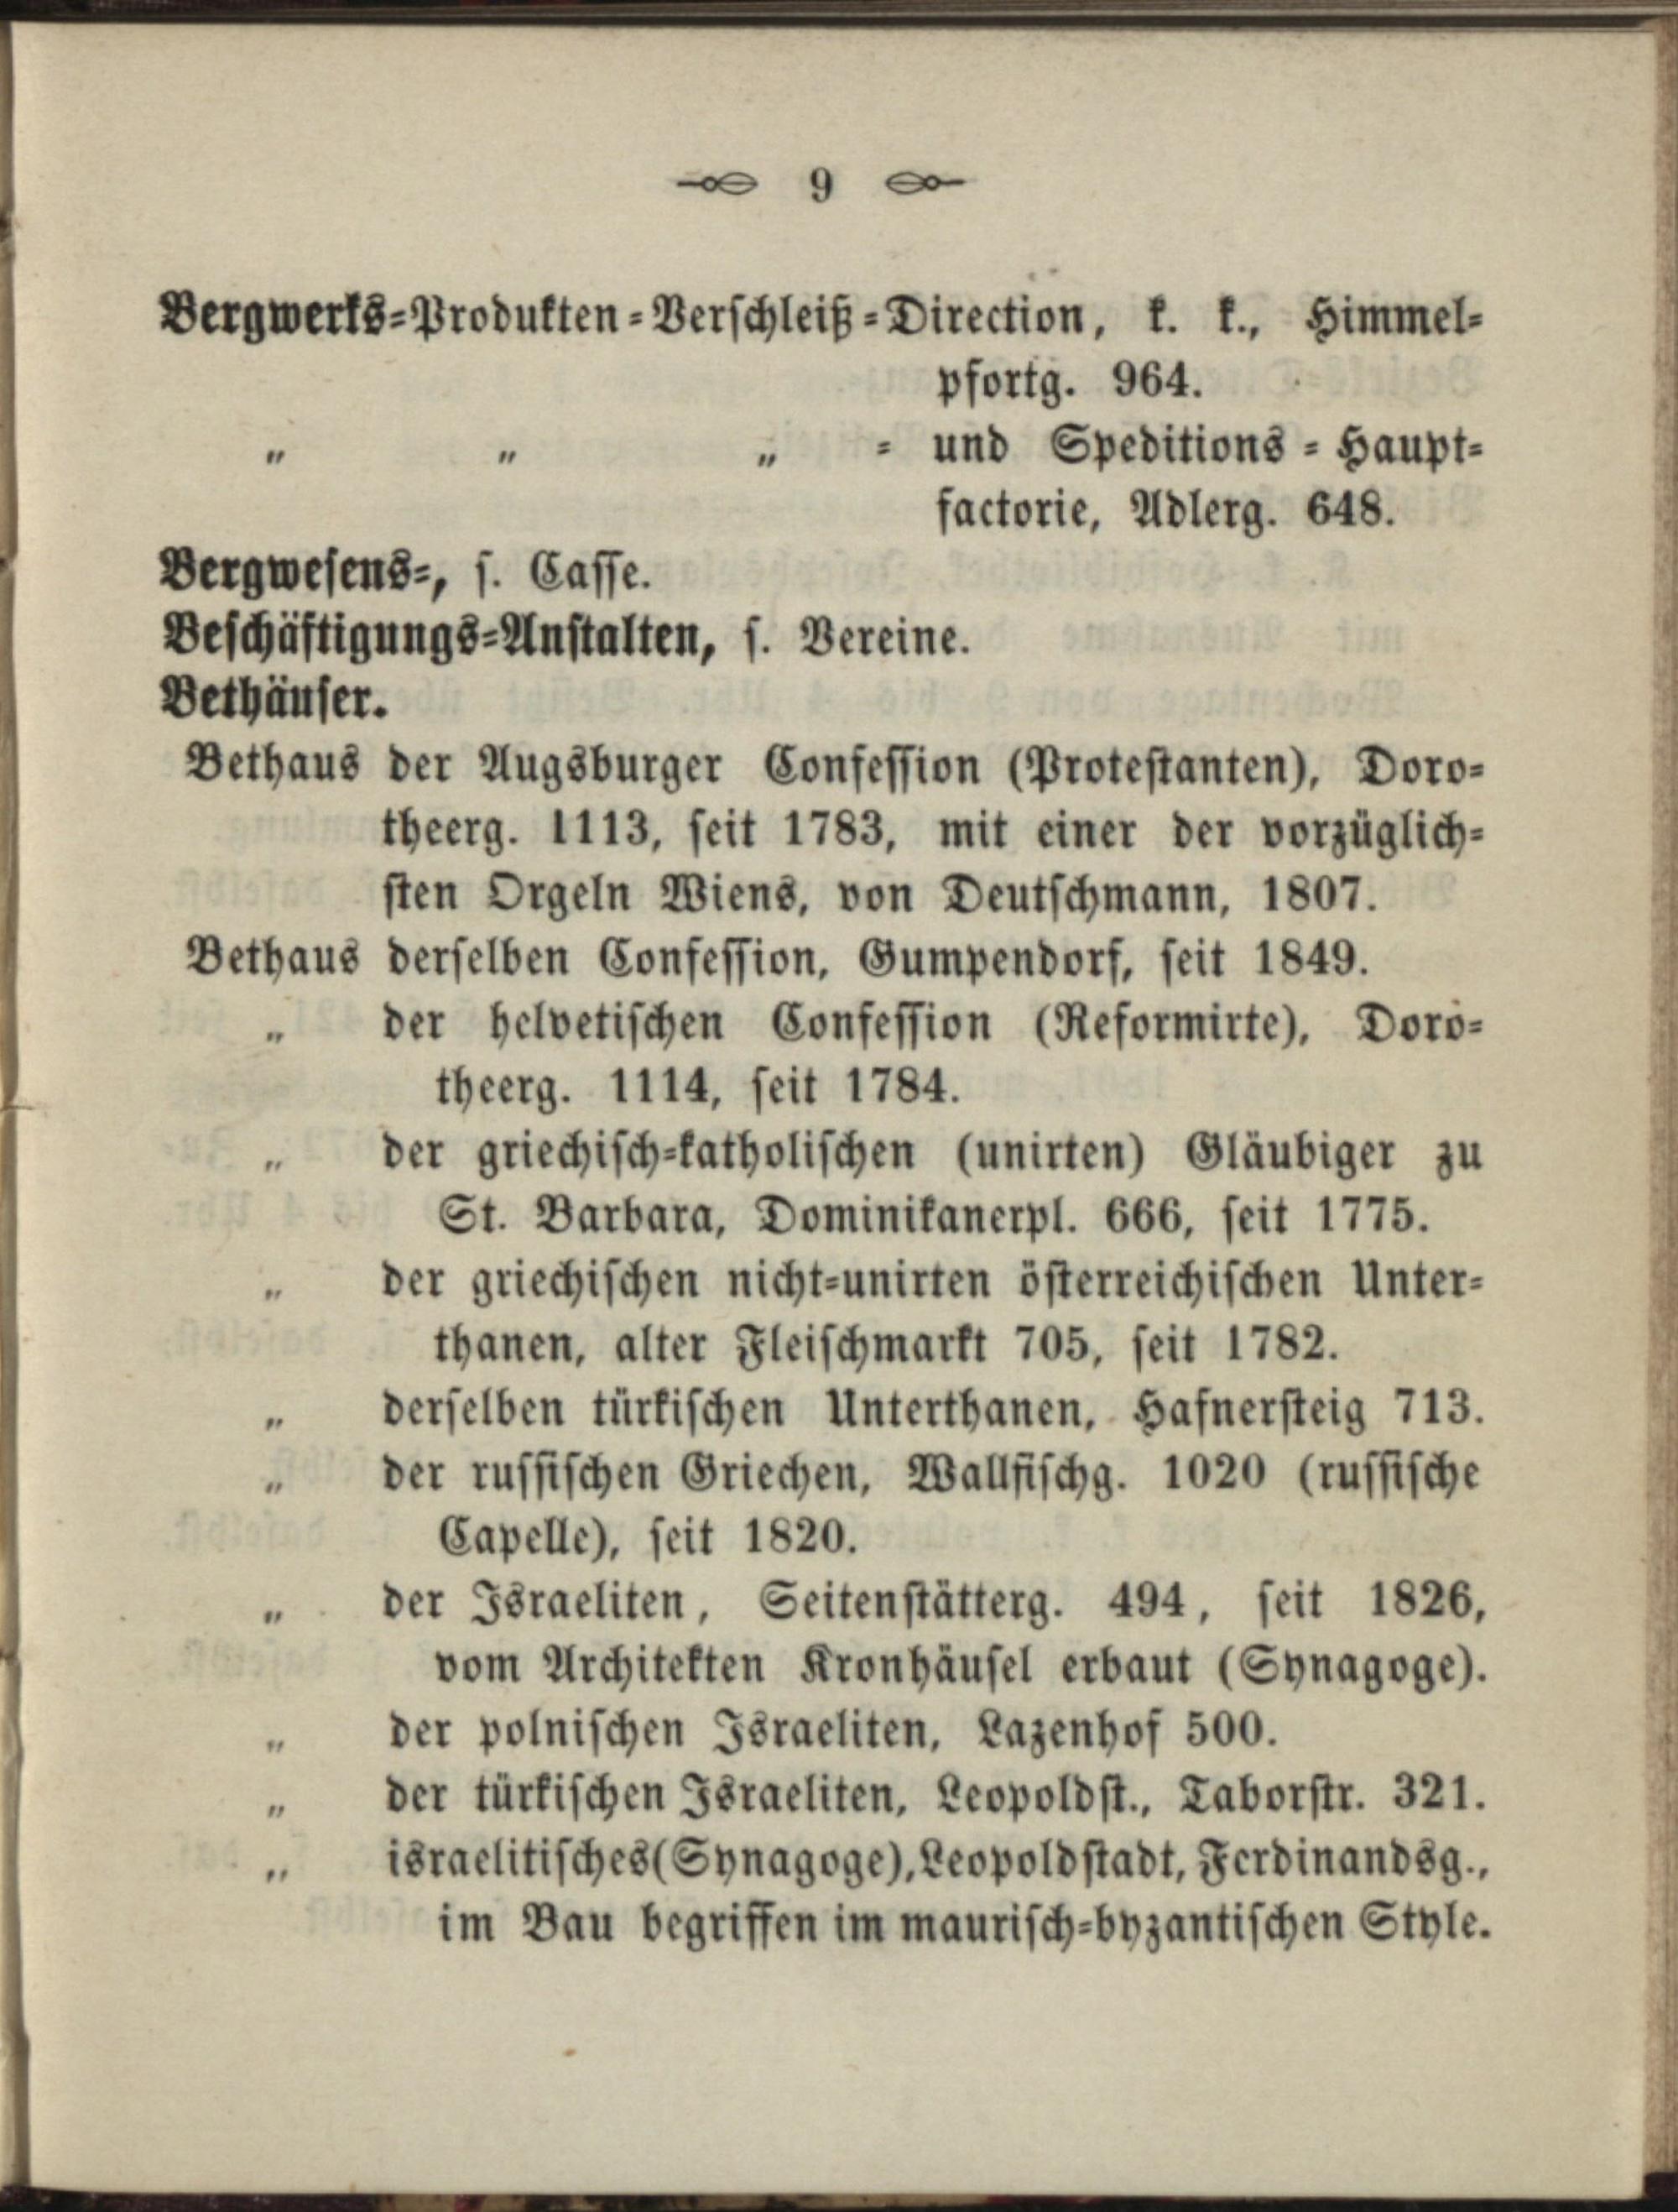 9
Bergwerks-Produkten-Verschleiß-Direction, k. k., Himmel-
pfortg. 964.
„ „ „ - und Speditions-Haupt-
factorie, Adlerg. 648.
Bergwesens-, s. Casse.
Beschäftigungs-Anstalten, s. Vereine.
Bethäuser.
Bethaus der Augsburger Confession (Protestanten), Doro-
theerg. 1113, seit 1783, mit einer der vorzüglich-
sten Orgeln Wiens, von Deutschmann, 1807.
Bethaus derselben Confession, Gumpendorf, seit 1849.
„ der helvetischen Confession (Reformirte), Doro-
theerg. 1114, seit 1784.
„ der griechisch-katholischen (unirten) Gläubiger zu
St. Barbara, Dominikanerpl. 666, seit 1775.
„ der griechischen nicht-unirten österreichischen Unter-
thanen, alter Fleischmarkt 705, seit 1782.
„ derselben türkischen Unterthanen, Hafnersteig 713.
„ der russischen Griechen, Wallfischg. 1020 (russische
Capelle), seit 1820.
„ der Israeliten, Seitenstätterg. 494, seit 1826,
vom Architekten Kronhäusel erbaut (Synagoge).
„ der polnischen Israeliten, Lazenhof 500.
„ der türkischen Israeliten, Leopoldst., Taborstr. 321.
„ israelitisches (Synagoge), Leopoldstadt, Ferdinandsg.,
im Bau begriffen im maurisch-byzantischen Style.